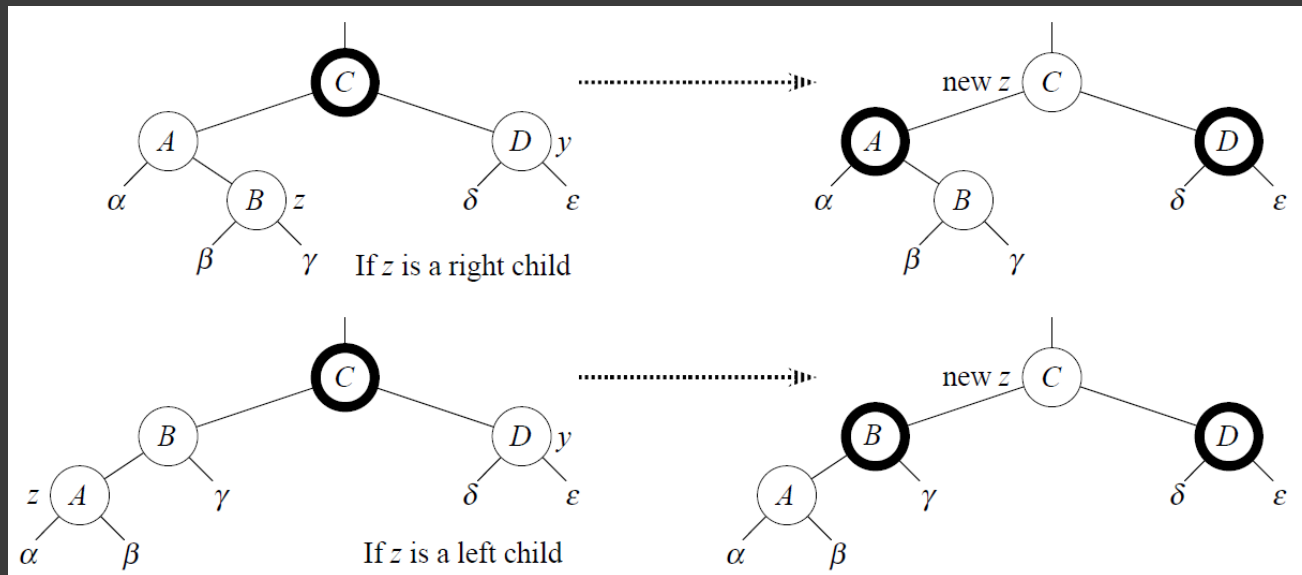 C
new z C
A
D y
A
D
α
B z
δ
ε
α
B
δ
ε
β
γ
If z is a right child
β
γ
C
new z C
B
D y
B
D
z A
γ
δ
ε
A
γ
δ
ε
α
β
If z is a left child
α
β